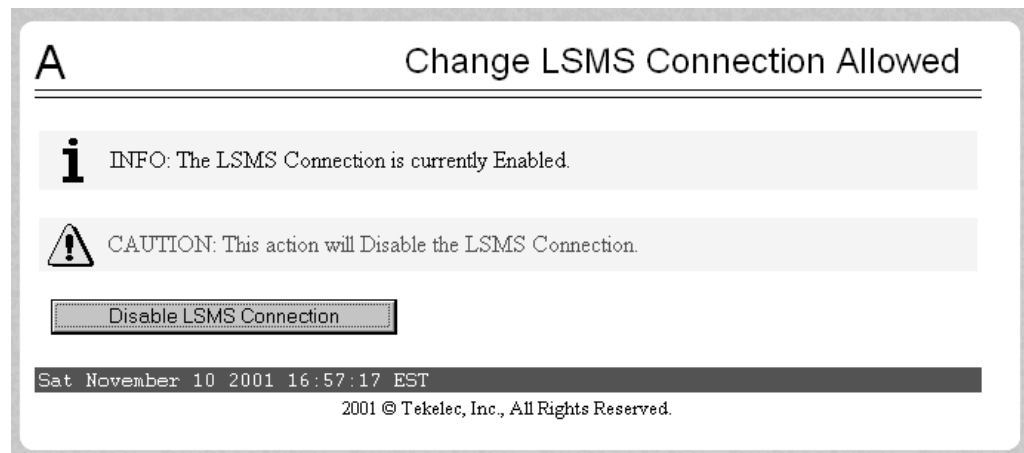 A
Change LSMS Connection Allowed
INFO: The LSMS Connection is currently Enabled.
CAUTION: This action will Disable the LSMS Connection.
Disable LSMS Connection
Sat November 10 2001 16:57:17 EST
2001 © Tekelec, Inc., All Rights Reserved.